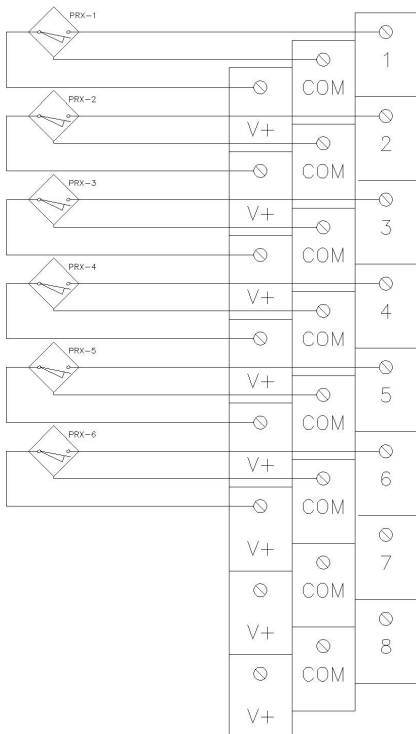 PRX-1
1
COM
PRX-2
V+
2
COM
PRX-3
V+
3
COM
PRX-4
V+
4
COM
PRX-5
V+
5
COM
PRX-6
V+
6
COM
V+
7
COM
V+
8
COM
V+